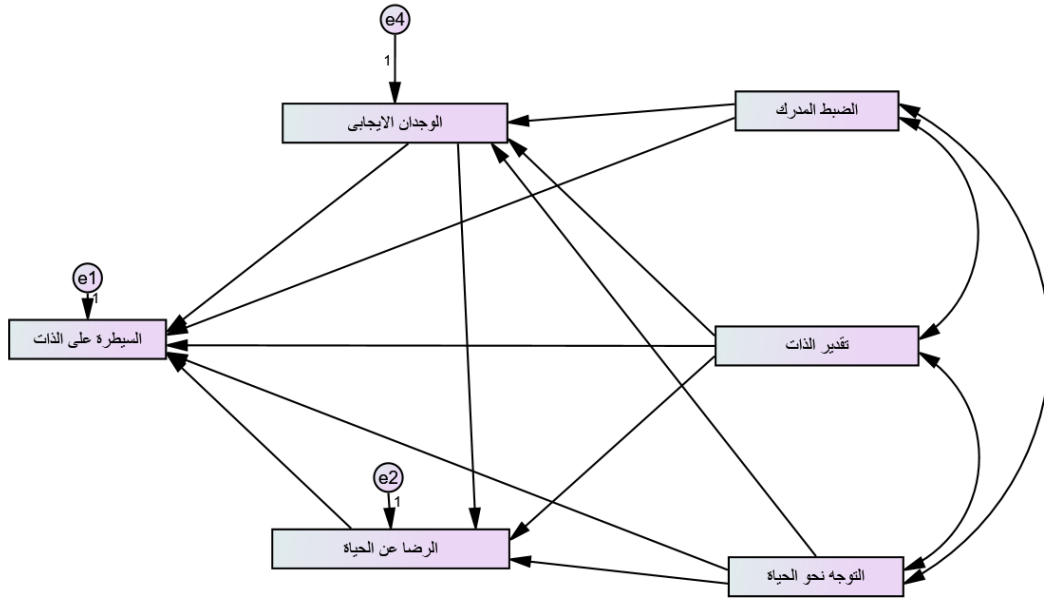 e4
1
الوجدان الايجابى
الضبط المدرك
e1
1
السيطرة على الذات
تقدير الذات
e2
1
الرضا عن الحياة
التوجه نحو الحياة